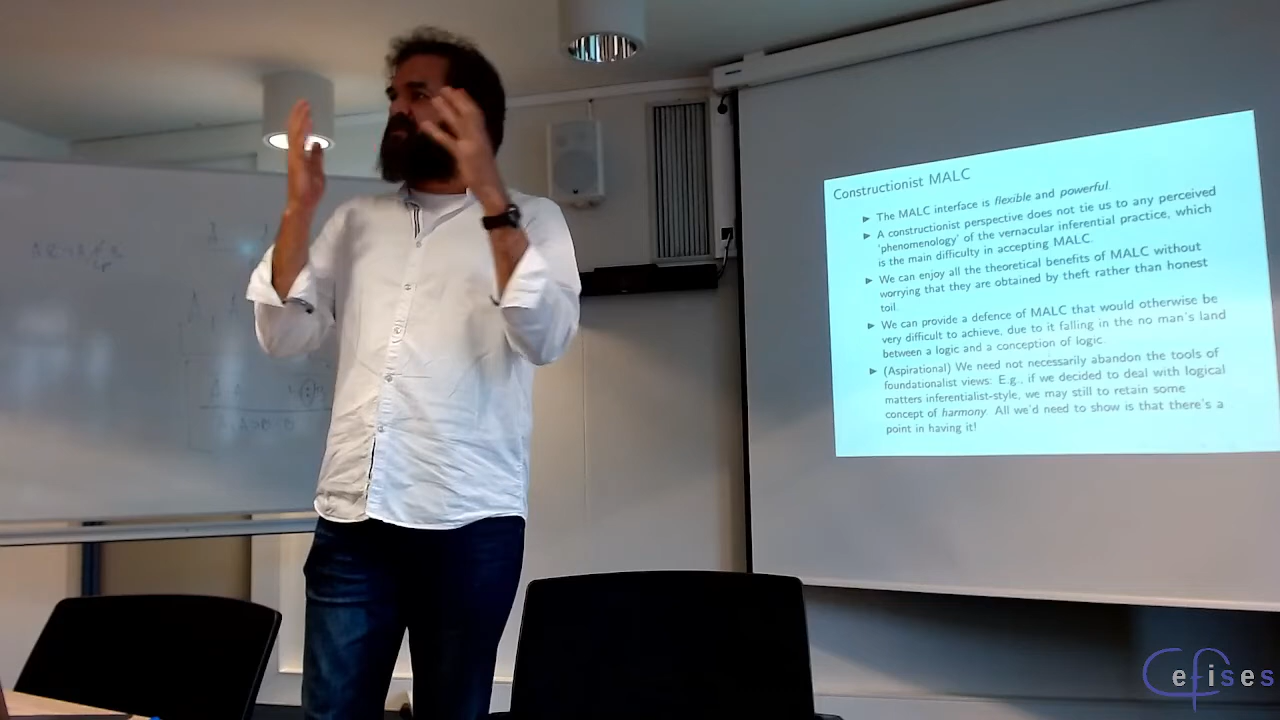 Constructionist MALC
▶ The MALC interface is flexible and powerful.
▶ A constructionist perspective does not tie us to any perceived
'phenomenology' of the vernacular inferential practice, which
is the main difficulty in accepting MALC.
▶ We can enjoy all the theoretical benefits of MALC without
worrying that they are obtained by theft rather than honest
toil.
▶ We can provide a defence of MALC that would otherwise be
very difficult to achieve, due to it falling in the no man's land
between a logic and a conception of logic.
▶ (Aspirational) We need not necessarily abandon the tools of
foundationalist views: E.g., if we decided to deal with logical
matters inferentialist-style, we may still to retain some
concept of harmony. All we'd need to show is that there's a
point in having it!
Cefises